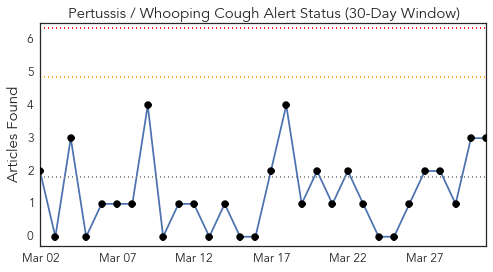 Pertussis / Whooping Cough Alert Status (30-Day Window)
Articles Found
6
5
4
3
2
1
0
Mar 02 Mar 07 Mar 12 Mar 17 Mar 22 Mar 27